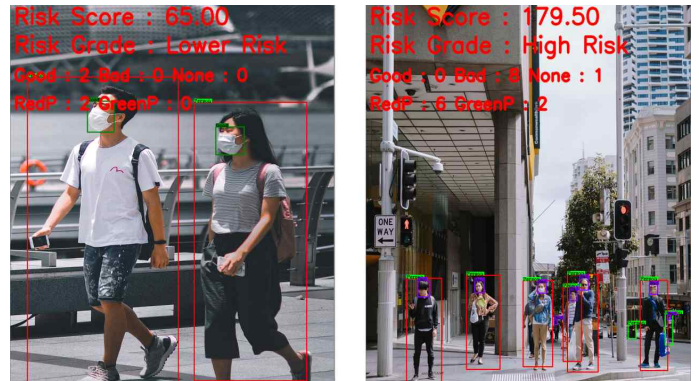 Risk Score : 65.00
Risk Grade : Lower Risk
Good : 2 Bad : 0 None : 0
RedP : 2 GreenP : 0
Risk Score : 179.50
Risk Grade : High Risk
Good : 0 Bad : 8 None : 1
RedP : 6 GreenP : 2
ONE
WAY